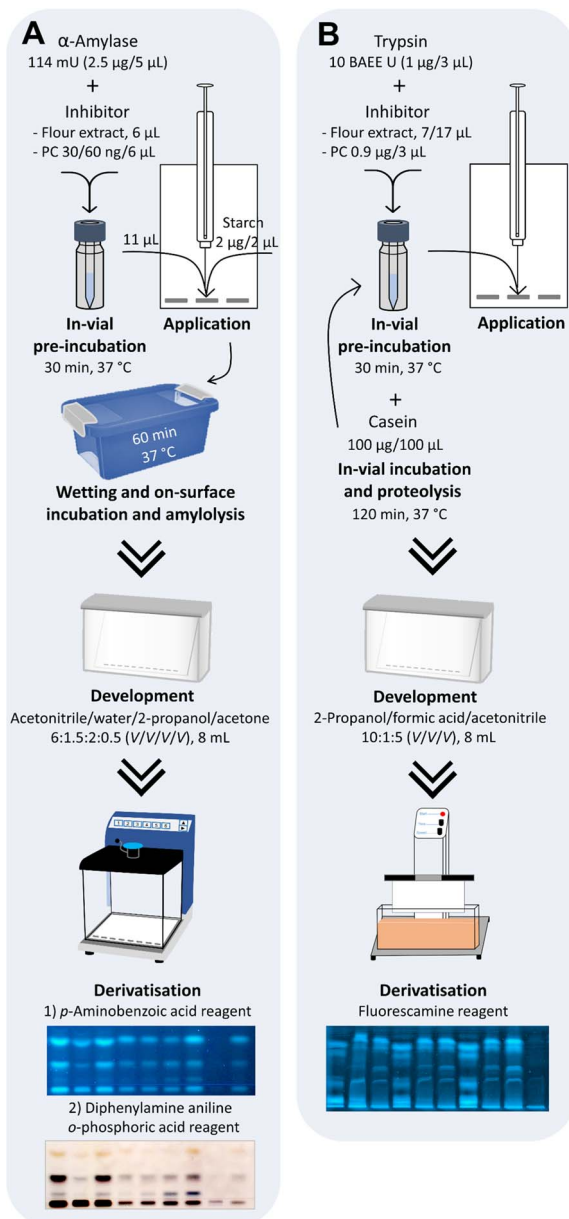 A
α-Amylase
114 mU (2.5 µg/5 µL)
+
Inhibitor
- Flour extract, 6 µL
- PC 30/60 ng/6 µL
11 µL
Starch
2 µg/2 µL
In-vial
pre-incubation
30 min, 37 °C
Application
60 min
37 °C
Wetting and on-surface
incubation and amylolysis
Development
Acetonitrile/water/2-propanol/acetone
6:1.5:2:0.5 (V/V/V/V), 8 mL
Derivatisation
1) p-Aminobenzoic acid reagent
2) Diphenylamine aniline
o-phosphoric acid reagent
B
Trypsin
10 BAEE U (1 µg/3 µL)
+
Inhibitor
- Flour extract, 7/17 µL
- PC 0.9 µg/3 µL
In-vial
pre-incubation
30 min, 37 °C
Application
+
Casein
100 µg/100 µL
In-vial incubation
and proteolysis
120 min, 37 °C
Development
2-Propanol/formic acid/acetonitrile
10:1:5 (V/V/V), 8 mL
Derivatisation
Fluorescamine reagent